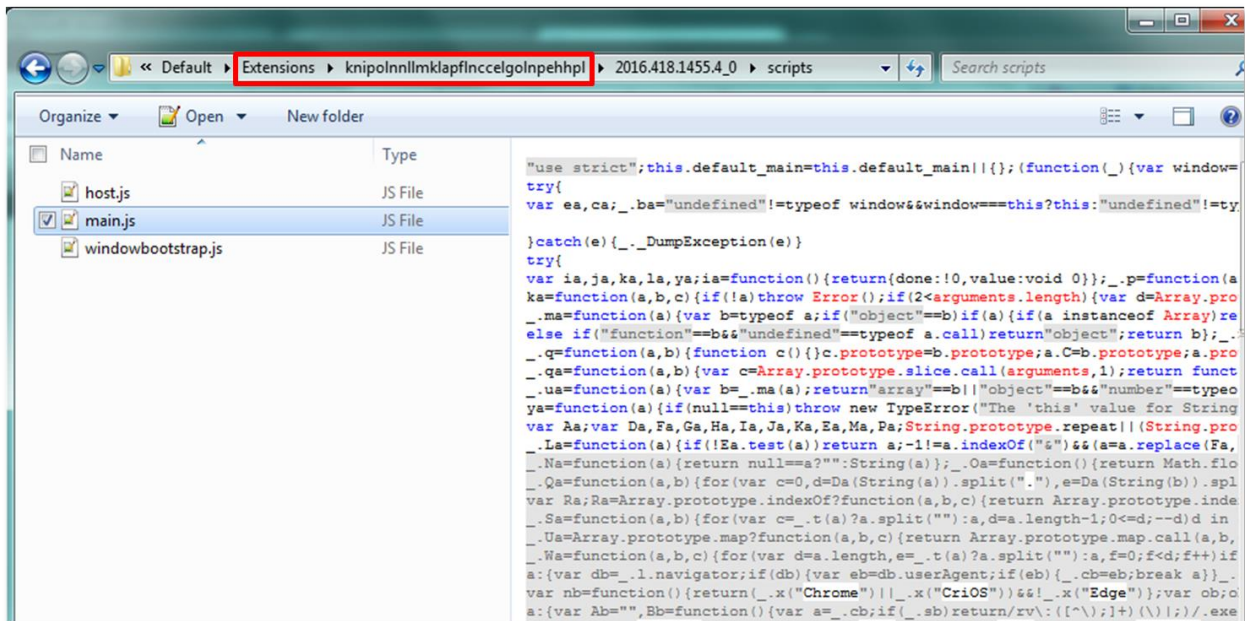 « Default ▸ Extensions ▸ knipolnnllmklapflnccelgolnpehhpl ▸ 2016.418.1455.4_0 ▸ scripts
Search scripts
Organize
Open
New folder
Name
Type
host.js
JS File
main.js
JS File
windowbootstrap.js
JS File
"use strict";this.default_main=this.default_main||{};(function(_){var window=
try{
var ea,ca;_.ba="undefined"!=typeof window&&window===this?this:"undefined"!=ty
}catch(e){_._DumpException(e)}
try{
var ia,ja,ka,la,ya;ia=function(){return{done:!0,value:void 0}};_.p=function(a
ka=function(a,b,c){if(!a)throw Error();if(2<arguments.length){var d=Array.pro
_.ma=function(a){var b=typeof a;if("object"==b)if(a){if(a instanceof Array)re
else if("function"==b&&"undefined"==typeof a.call)return"object";return b};_.
_.q=function(a,b){function c(){}c.prototype=b.prototype;a.C=b.prototype;a.pro
_.qa=function(a,b){var c=Array.prototype.slice.call(arguments,1);return funct
_.ua=function(a){var b=_.ma(a);return"array"==b||"object"==b&&"number"==typeo
ya=function(a){if(null==this)throw new TypeError("The 'this' value for String
var Aa;var Da,Fa,Ga,Ha,Ia,Ja,Ka,Ea,Ma,Pa;String.prototype.repeat||(String.pro
_.La=function(a){if(!Ea.test(a))return a;-1!=a.indexOf("&")&&(a=a.replace(Fa,
_.Na=function(a){return null==a?"":String(a)};_.Oa=function(){return Math.flo
_.Qa=function(a,b){for(var c=0,d=Da(String(a)).split("."),e=Da(String(b)).spl
var Ra;Ra=Array.prototype.indexOf?function(a,b,c){return Array.prototype.inde
_.Sa=function(a,b){for(var c=_.t(a)?a.split(""):a,d=a.length-1;0<=d;--d)d in
_.Ua=Array.prototype.map?function(a,b,c){return Array.prototype.map.call(a,b,
_.Wa=function(a,b,c){for(var d=a.length,e=_.t(a)?a.split(""):a,f=0;f<d;f++)if
a:{var db=_.l.navigator;if(db){var eb=db.userAgent;if(eb){_.cb=eb;break a}}_.
var nb=function(){return(_.x("Chrome")||_.x("CriOS"))&&!_.x("Edge")};var ob;o
a:{var Ab="",Bb=function(){var a=_.cb;if(_.sb)return/rv\:([^\);]+)(\)|;)/.exe